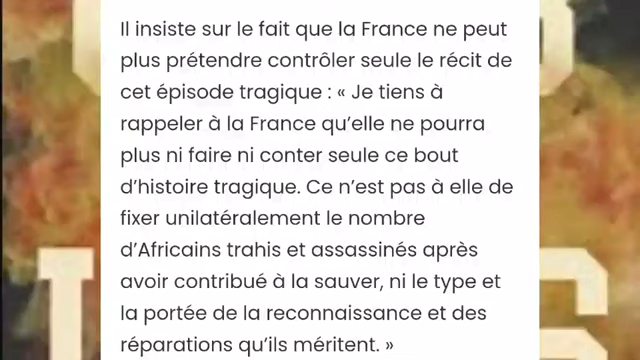 Il insiste sur le fait que la France ne peut
plus prétendre contrôler seule le récit de
cet épisode tragique : « Je tiens à
rappeler à la France qu’elle ne pourra
plus ni faire ni conter seule ce bout
d’histoire tragique. Ce n’est pas à elle de
fixer unilatéralement le nombre
d’Africains trahis et assassinés après
avoir contribué à la sauver, ni le type et
la portée de la reconnaissance et des
réparations qu’ils méritent. »